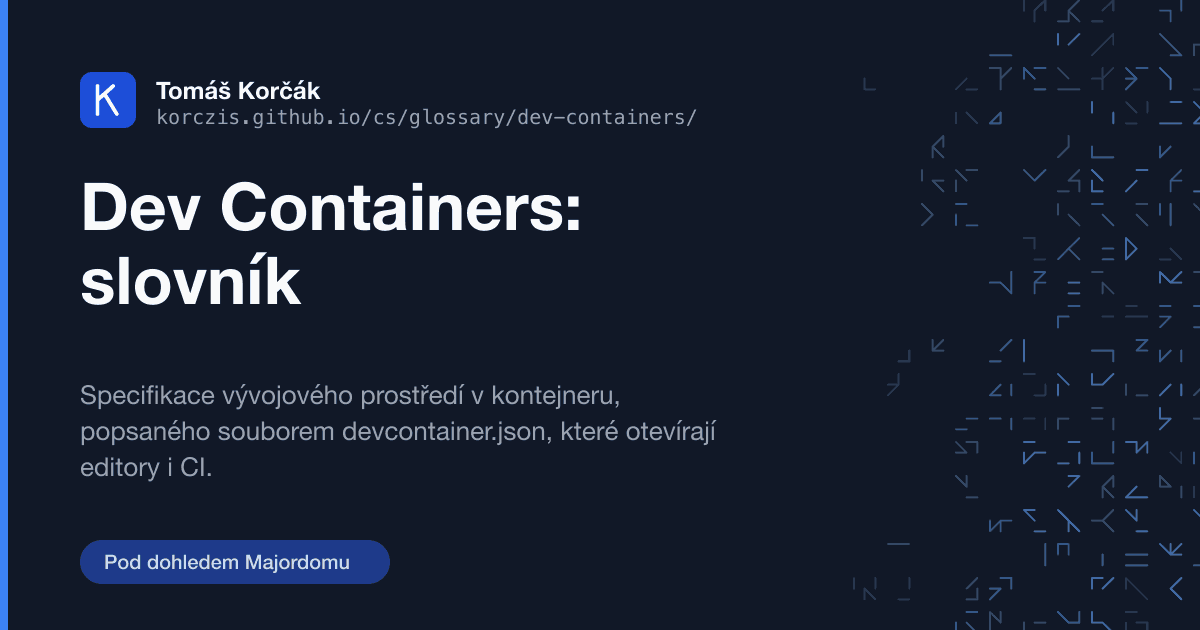 Tomáš Korčák
korczis.github.io/cs/glossary/dev-containers/
Dev Containers:
slovník
Specifikace vývojového prostředí v kontejneru,
popsaného souborem devcontainer.json, které otevírají
editory i CI.
Pod dohledem Majordomu